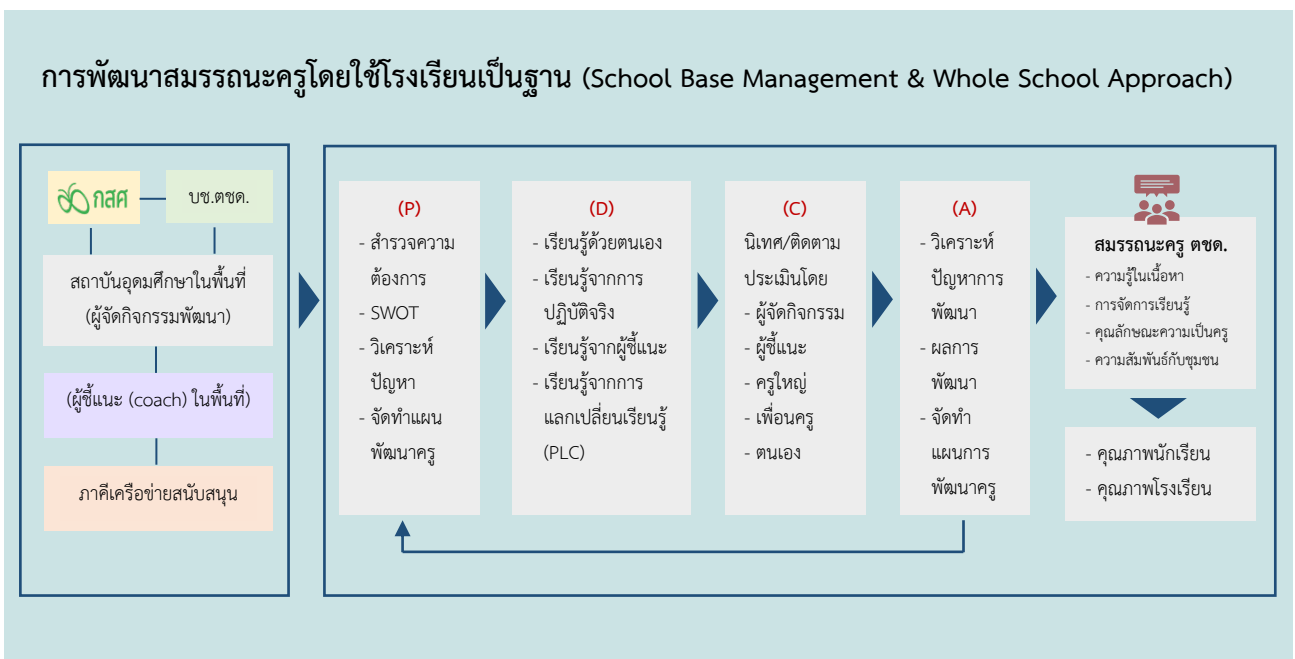 การพัฒนาสมรรถนะครูโดยใช้โรงเรียนเป็นฐาน (School Base Management & Whole School Approach)
กสศ
บช.ตชด.
สถาบันอุดมศึกษาในพื้นที่
(ผู้จัดกิจกรรมพัฒนา)
(ผู้ชี้แนะ (coach) ในพื้นที่)
ภาคีเครือข่ายสนับสนุน
(P)
- สำรวจความ
ต้องการ
- SWOT
- วิเคราะห์
ปัญหา
- จัดทำแผน
พัฒนาครู
(D)
- เรียนรู้ด้วยตนเอง
- เรียนรู้จากการ
ปฏิบัติจริง
- เรียนรู้จากผู้ชี้แนะ
- เรียนรู้จากการ
แลกเปลี่ยนเรียนรู้
(PLC)
(C)
นิเทศ/ติดตาม
ประเมินโดย
- ผู้จัดกิจกรรม
- ผู้ชี้แนะ
- ครูใหญ่
- เพื่อนครู
- ตนเอง
(A)
- วิเคราะห์
ปัญหาการ
พัฒนา
- ผลการ
พัฒนา
- จัดทำ
แผนการ
พัฒนาครู
สมรรถนะครู ตชด.
- ความรู้ในเนื้อหา
- การจัดการเรียนรู้
- คุณลักษณะความเป็นครู
- ความสัมพันธ์กับชุมชน
- คุณภาพนักเรียน
- คุณภาพโรงเรียน